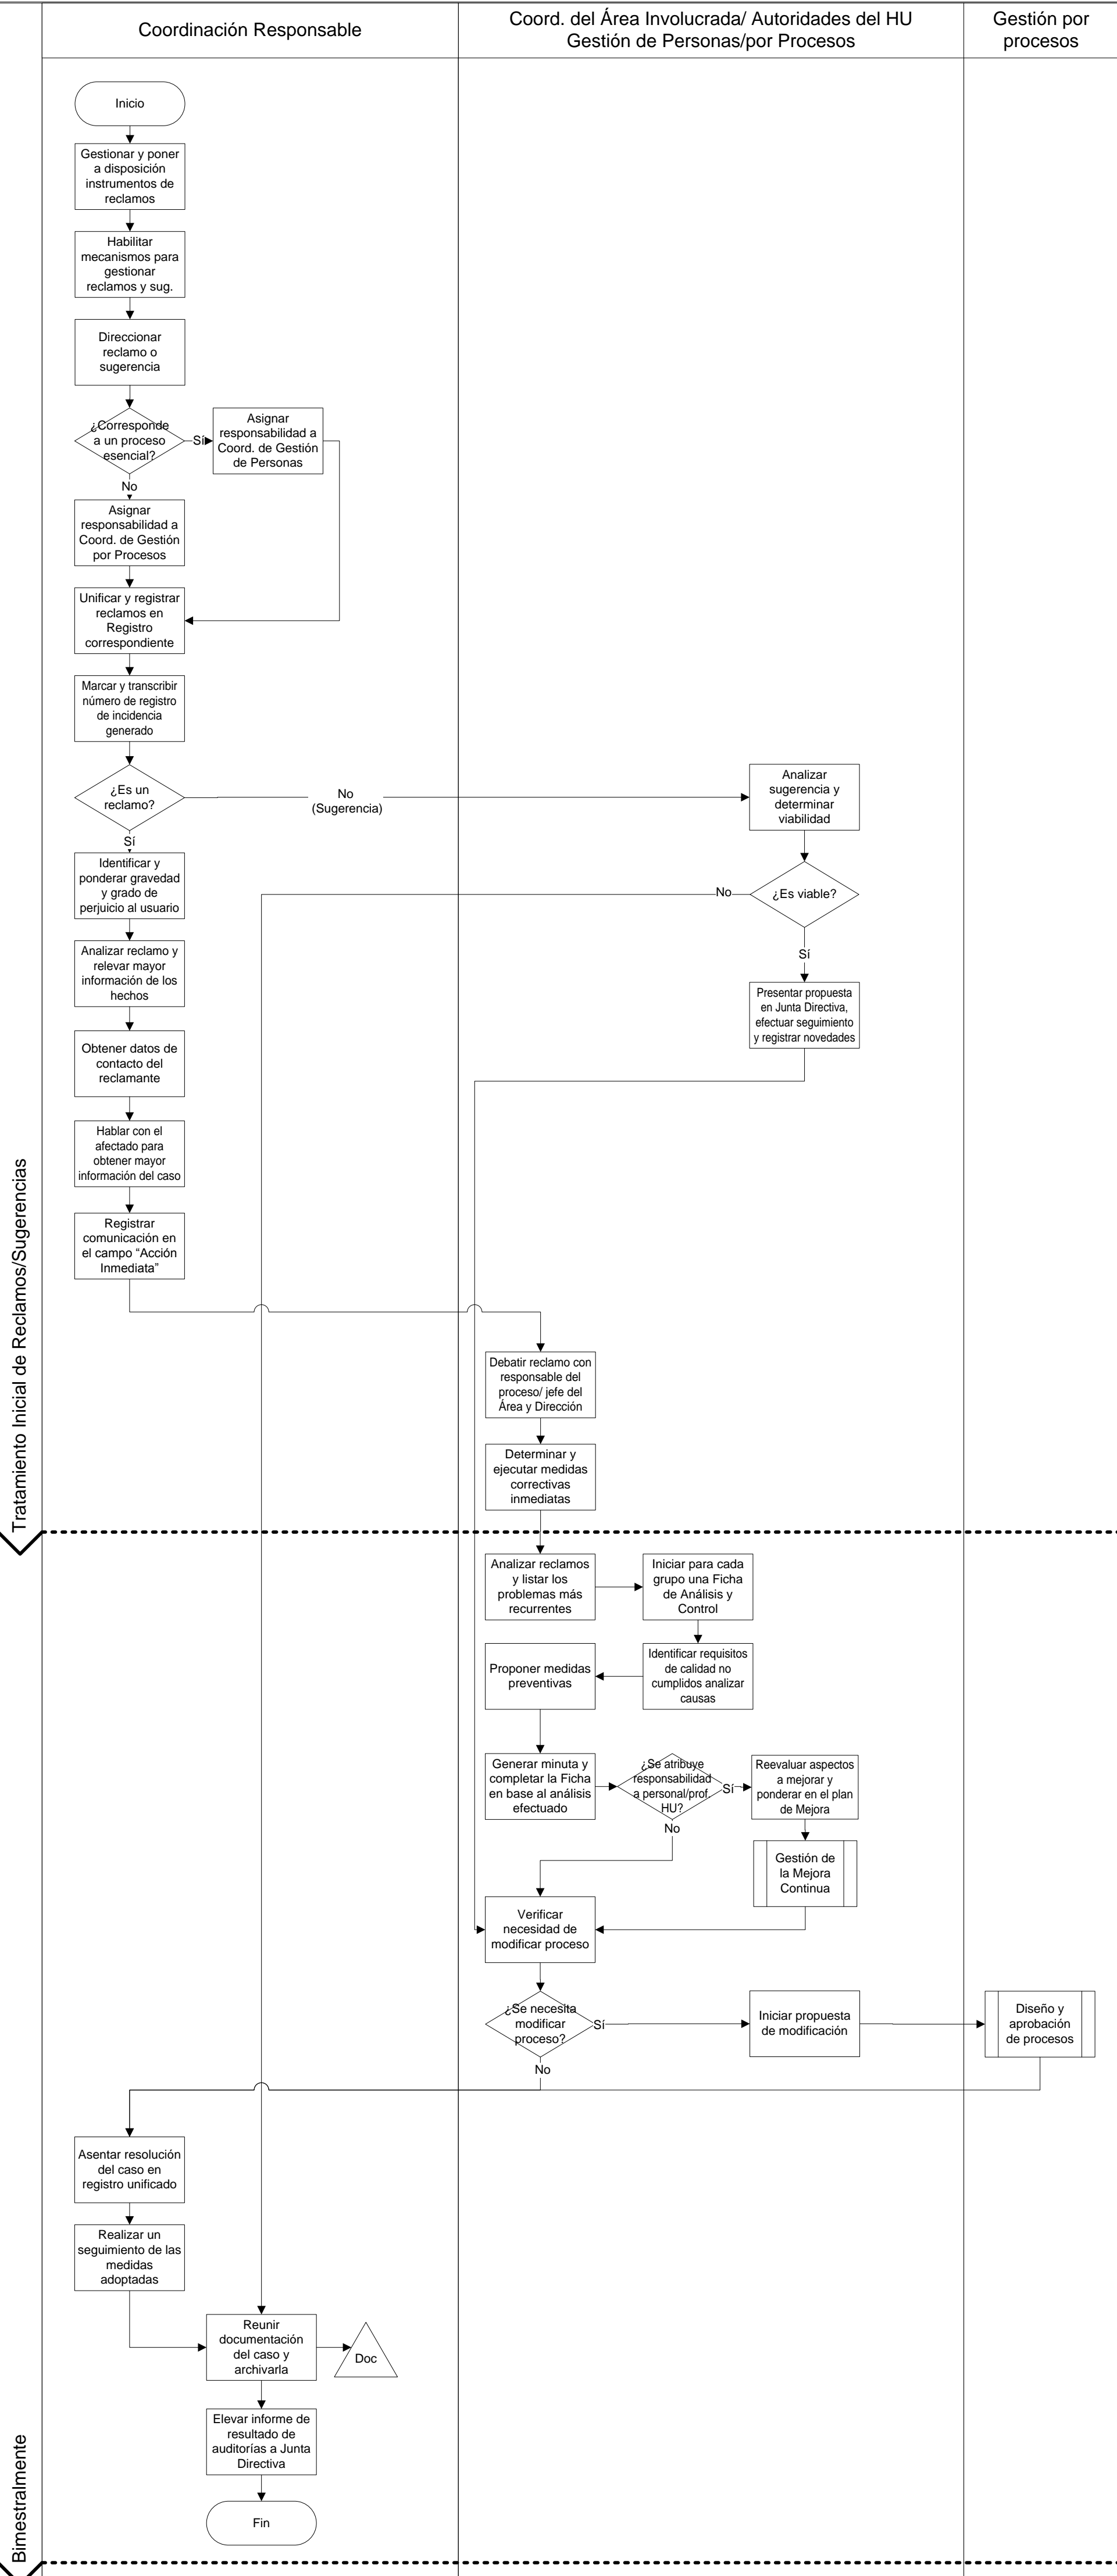 Coordinación Responsable
Coord. del Área Involucrada/ Autoridades del HU
Gestión de Personas/por Procesos
Gestión por
procesos
Tratamiento Inicial de Reclamos/Sugerencias
Inicio
Gestionar y poner
a disposición
instrumentos de
reclamos
Habilitar
mecanismos para
gestionar
reclamos y sug.
Direccionar
reclamo o
sugerencia
¿Corresponde
a un proceso
esencial?
Sí
Asignar
responsabilidad a
Coord. de Gestión
de Personas
No
Asignar
responsabilidad a
Coord. de Gestión
por Procesos
Unificar y registrar
reclamos en
Registro
correspondiente
Marcar y transcribir
número de registro
de incidencia
generado
¿Es un
reclamo?
No
(Sugerencia)
Analizar
sugerencia y
determinar
viabilidad
Sí
Identificar y
ponderar gravedad
y grado de
perjuicio al usuario
No
¿Es viable?
Sí
Analizar reclamo y
relevar mayor
información de los
hechos
Presentar propuesta
en Junta Directiva,
efectuar seguimiento
y registrar novedades
Obtener datos de
contacto del
reclamante
Hablar con el
afectado para
obtener mayor
información del caso
Registrar
comunicación en
el campo “Acción
Inmediata”
Debatir reclamo con
responsable del
proceso/ jefe del
Área y Dirección
Determinar y
ejecutar medidas
correctivas
inmediatas
Bimestralmente
Analizar reclamos
y listar los
problemas más
recurrentes
Iniciar para cada
grupo una Ficha
de Análisis y
Control
Identificar requisitos
de calidad no
cumplidos analizar
causas
Proponer medidas
preventivas
Generar minuta y
completar la Ficha
en base al análisis
efectuado
¿Se atribuye
responsabilidad
a personal/prof.
HU?
Sí
Reevaluar aspectos
a mejorar y
ponderar en el plan
de Mejora
No
Gestión de
la Mejora
Continua
Verificar
necesidad de
modificar proceso
¿Se necesita
modificar
proceso?
Sí
Iniciar propuesta
de modificación
Diseño y
aprobación
de procesos
No
Asentar resolución
del caso en
registro unificado
Realizar un
seguimiento de las
medidas
adoptadas
Reunir
documentación
del caso y
archivarla
Doc
Elevar informe de
resultado de
auditorías a Junta
Directiva
Fin